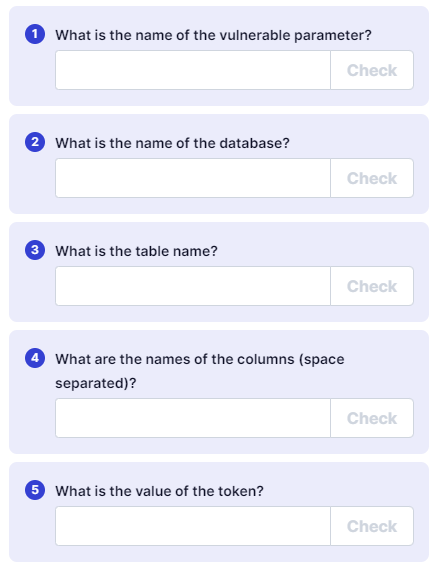 1 What is the name of the vulnerable parameter?
Check
2 What is the name of the database?
Check
3 What is the table name?
Check
4 What are the names of the columns (space
separated)?
Check
5 What is the value of the token?
Check